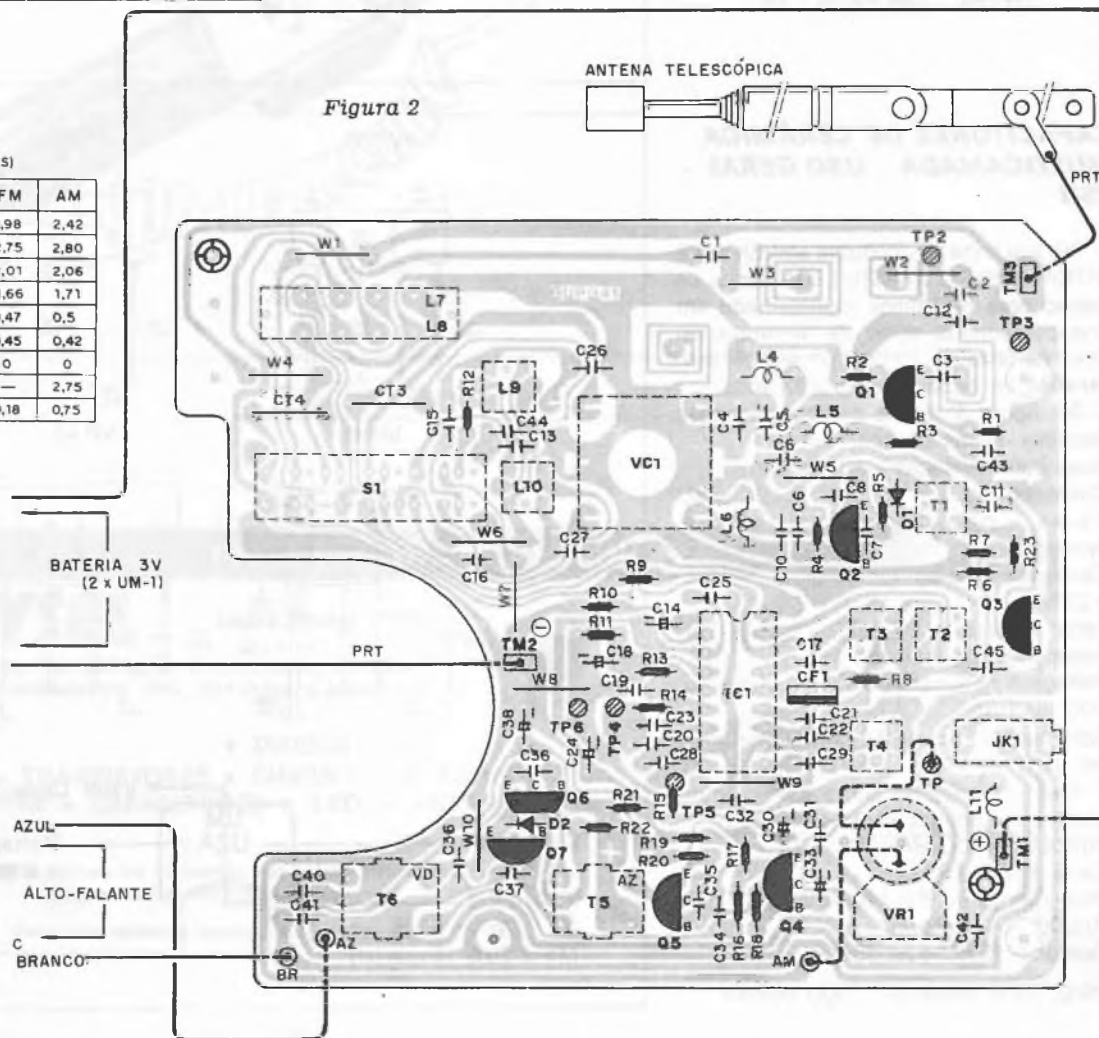 ANTENA TELESCÓPICA
Figura 2
PRT
S)
FM AM
,98 2,42
,75 2,80
,01 2,06
,66 1,71
,47 0,5
,45 0,42
0 0
— 2,75
,18 0,75
W1
C1
TP2
W3
W2
C2
TM3
L7
L8
C12
TP3
W4
C26
L4
R2
C3
CT4
CT3
R12
L9
Q1
E
C
B
C15
C44
C13
C4
C5
L5
R3
R1
C43
S1
L10
VC1
C6
W5
C8
R5
D1
T1
C11
W6
C27
L6
C10
C6
R4
E
B
C7
Q2
R7
R6
R23
C16
BATERIA 3V
(2 x UM-1)
W7
R9
C25
R10
C14
R11
Q3
E
C
B
PRT
TM2
C18
R13
C17
T3
T2
C45
W8
C19
R14
IC1
CF1
R8
C38
TP6
TP4
C23
C20
C28
C21
C22
C29
T4
JK1
C24
C36
TP
E C B
Q6
R21
R15
TP5
W9
C32
L11
AZUL
C36
W10
D2
E B
Q7
R22
R19
R20
R17
C30
C31
C33
TM1
ALTO-FALANTE
C40
C41
T6
VD
C37
T5
AZ
E
C
B
Q5
C35
C34
R16
R18
E
C
B
Q4
VR1
C42
C
BRANCO
BR
AZ
AM